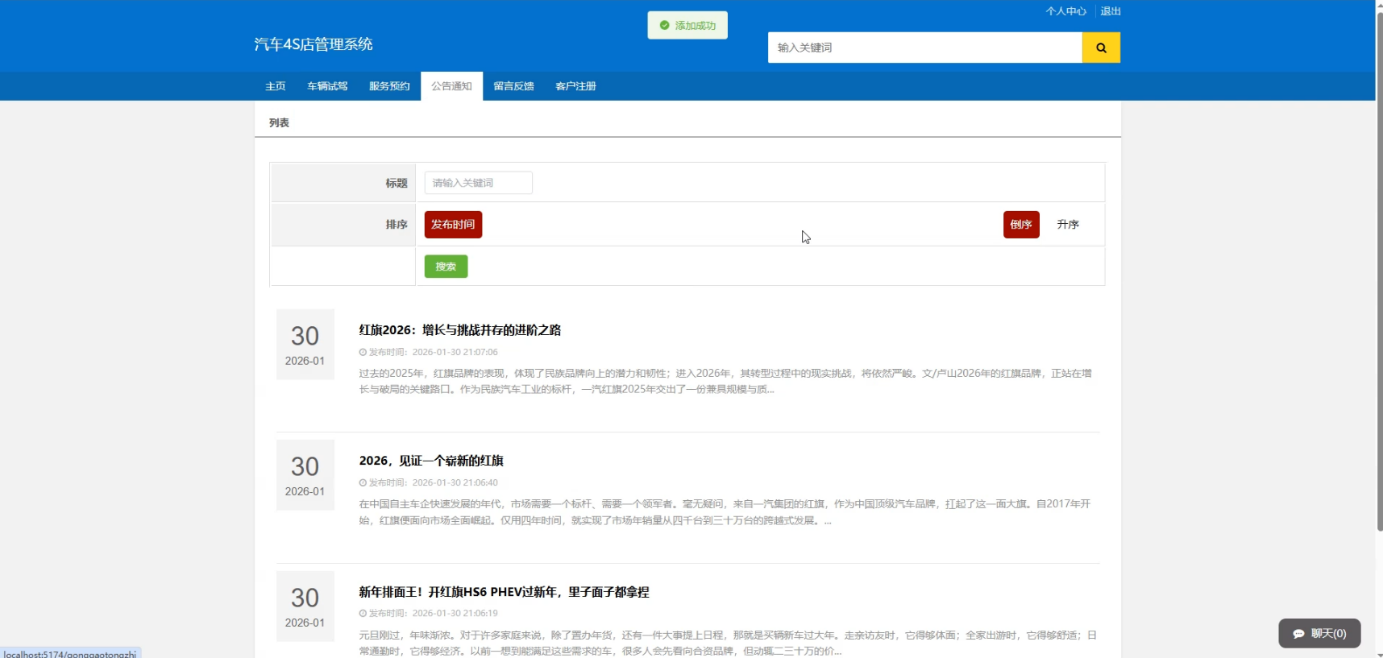 个人中心 退出
添加成功
汽车4S店管理系统
输入关键词
主页 车辆试驾 服务预约 公告通知 留言反馈 客户注册
列表
标题 请输入关键词
排序 发布时间 倒序 升序
搜索
30
2026-01
红旗2026：增长与挑战并存的进阶之路
发布时间：2026-01-30 21:07:06
过去的2025年，红旗品牌的表现，体现了民族品牌向上的潜力和韧性；进入2026年，其转型过程中的现实挑战，将依然严峻。文/卢山2026年的红旗品牌，正站在增
长与破局的关键路口。作为民族汽车工业的标杆，一汽红旗2025年交出了一份兼具规模与质...
30
2026-01
2026，见证一个崭新的红旗
发布时间：2026-01-30 21:06:40
在中国自主车企快速发展的年代，市场需要一个标杆、需要一个领军者。毫无疑问，来自一汽集团的红旗，作为中国顶级汽车品牌，扛起了这一面大旗。自2017年开
始，红旗便面向市场全面崛起。仅用四年时间，就实现了市场年销量从四千台到三十万台的跨越式发展。...
30
2026-01
新年排面王！开红旗HS6 PHEV过新年，里子面子都拿捏
发布时间：2026-01-30 21:06:19
元旦刚过，年味渐浓。对于许多家庭来说，除了置办年货，还有一件大事提上日程，那就是买辆新车过大年。走亲访友时，它得够体面；全家出游时，它得够舒适；日
常通勤时，它得够经济。以前一想到能满足这些需求的车，很多人会先看向合资品牌，但动辄二三十万的价...
聊天(0)
localhost:5174/gonggaotongzhi